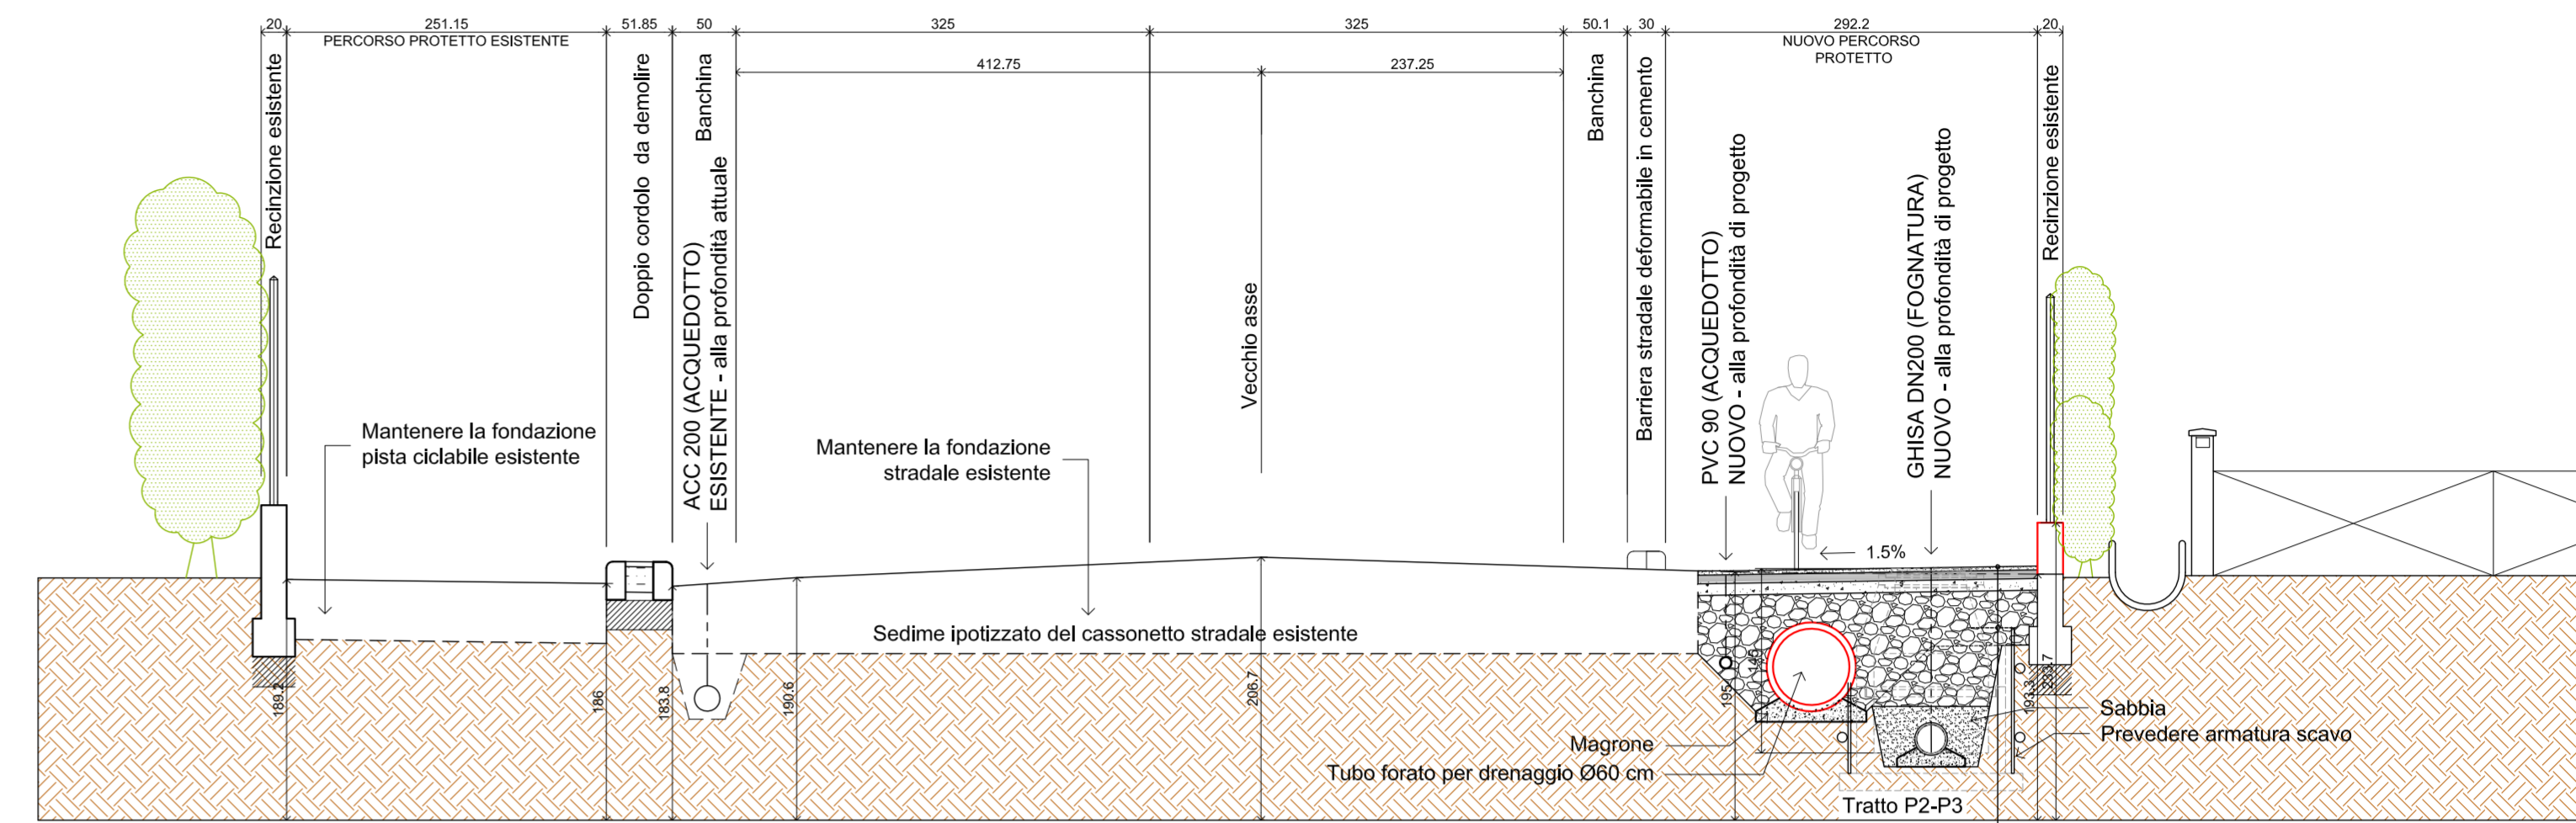 20
251.15
51.85
50
325
325
50.1
30
292.2
20
PERCORSO PROTETTO ESISTENTE
NUOVO PERCORSO
PROTETTO
412.75
237.25
Recinzione esistente
Doppio cordolo da demolire
Banchina
ACC 200 (ACQUEDOTTO)
ESISTENTE - alla profondità attuale
Vecchio asse
Banchina
Barriera stradale deformabile in cemento
PVC 90 (ACQUEDOTTO)
NUOVO - alla profondità di progetto
GHISA DN200 (FOGNATURA)
NUOVO - alla profondità di progetto
Recinzione esistente
Mantenere la fondazione
pista ciclabile esistente
Mantenere la fondazione
stradale esistente
1.5%
Sedime ipotizzato del cassonetto stradale esistente
189.2
186
183.8
190.6
206.7
195
145
193.3
233.7
Sabbia
Prevedere armatura scavo
Magrone
Tubo forato per drenaggio Ø60 cm
Tratto P2-P3